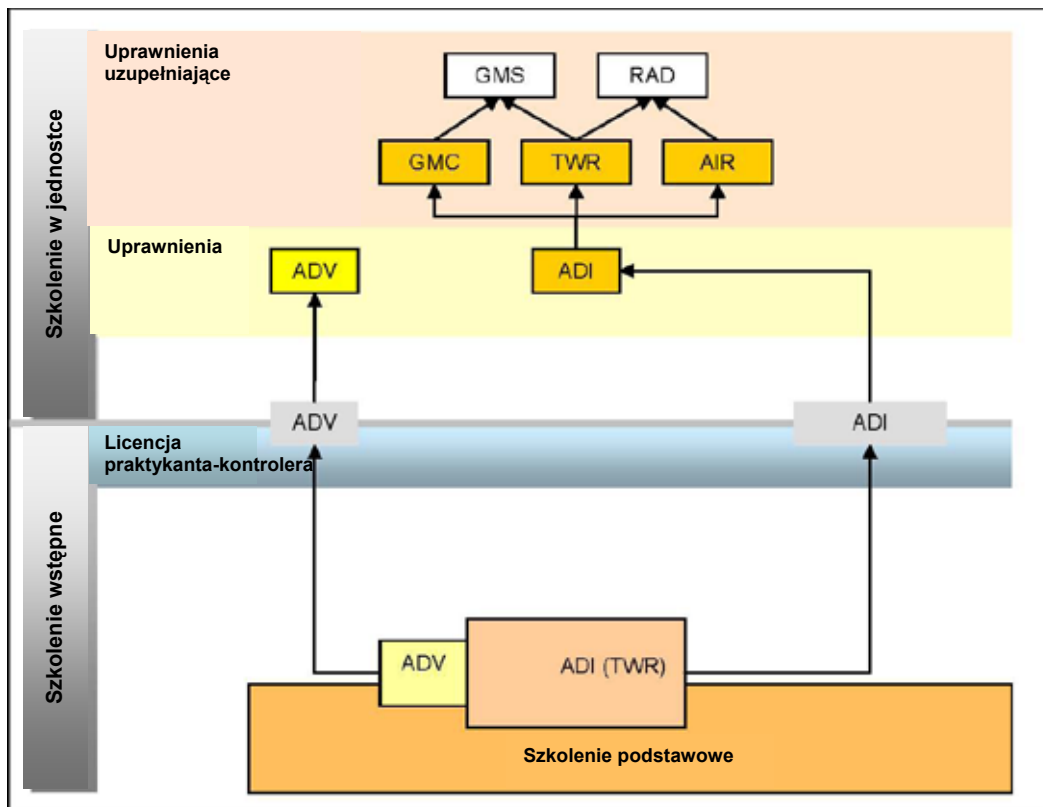 Uprawnienia
uzupełniające
GMS
RAD
GMC
TWR
AIR
Szkolenie w jednostce
Uprawnienia
ADV
ADI
ADV
ADI
Licencja
praktykanta-kontrolera
Szkolenie wstępne
ADV
ADI (TWR)
Szkolenie podstawowe